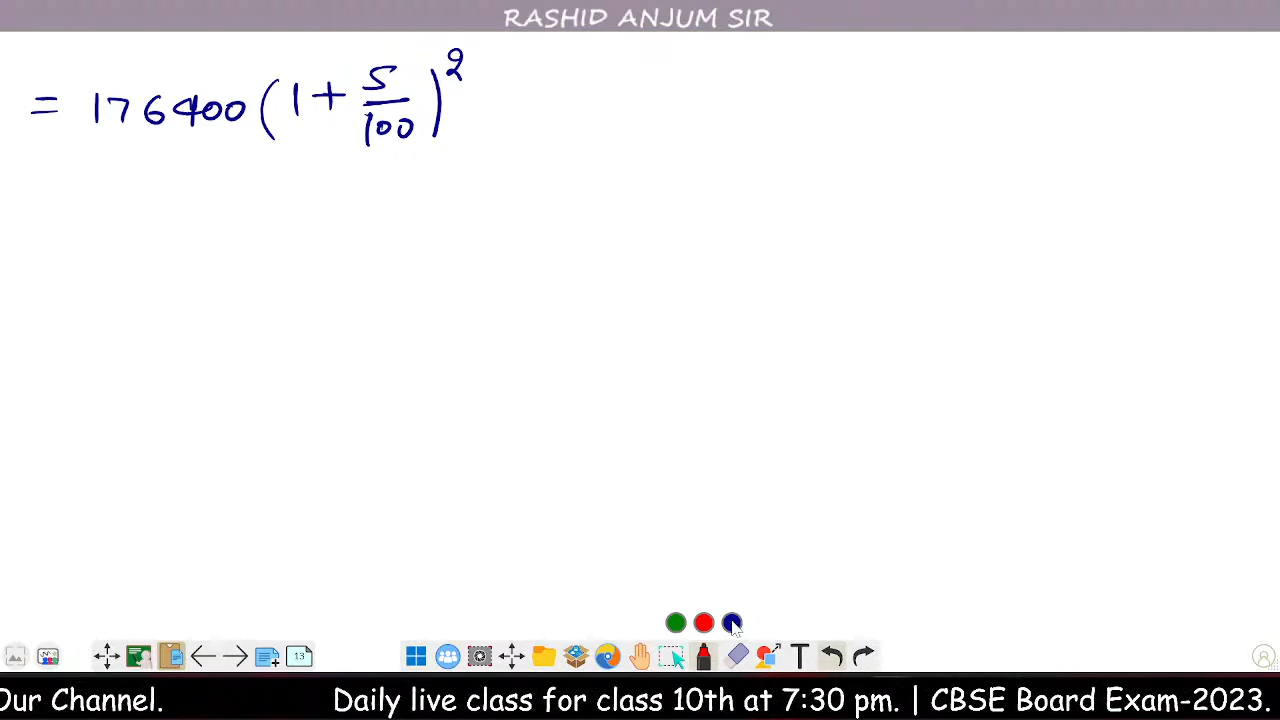 RASHID ANJUM SIR
= 176400 (1 + 5/100)²
13
Our Channel. Daily live class for class 10th at 7:30 pm. | CBSE Board Exam-2023.